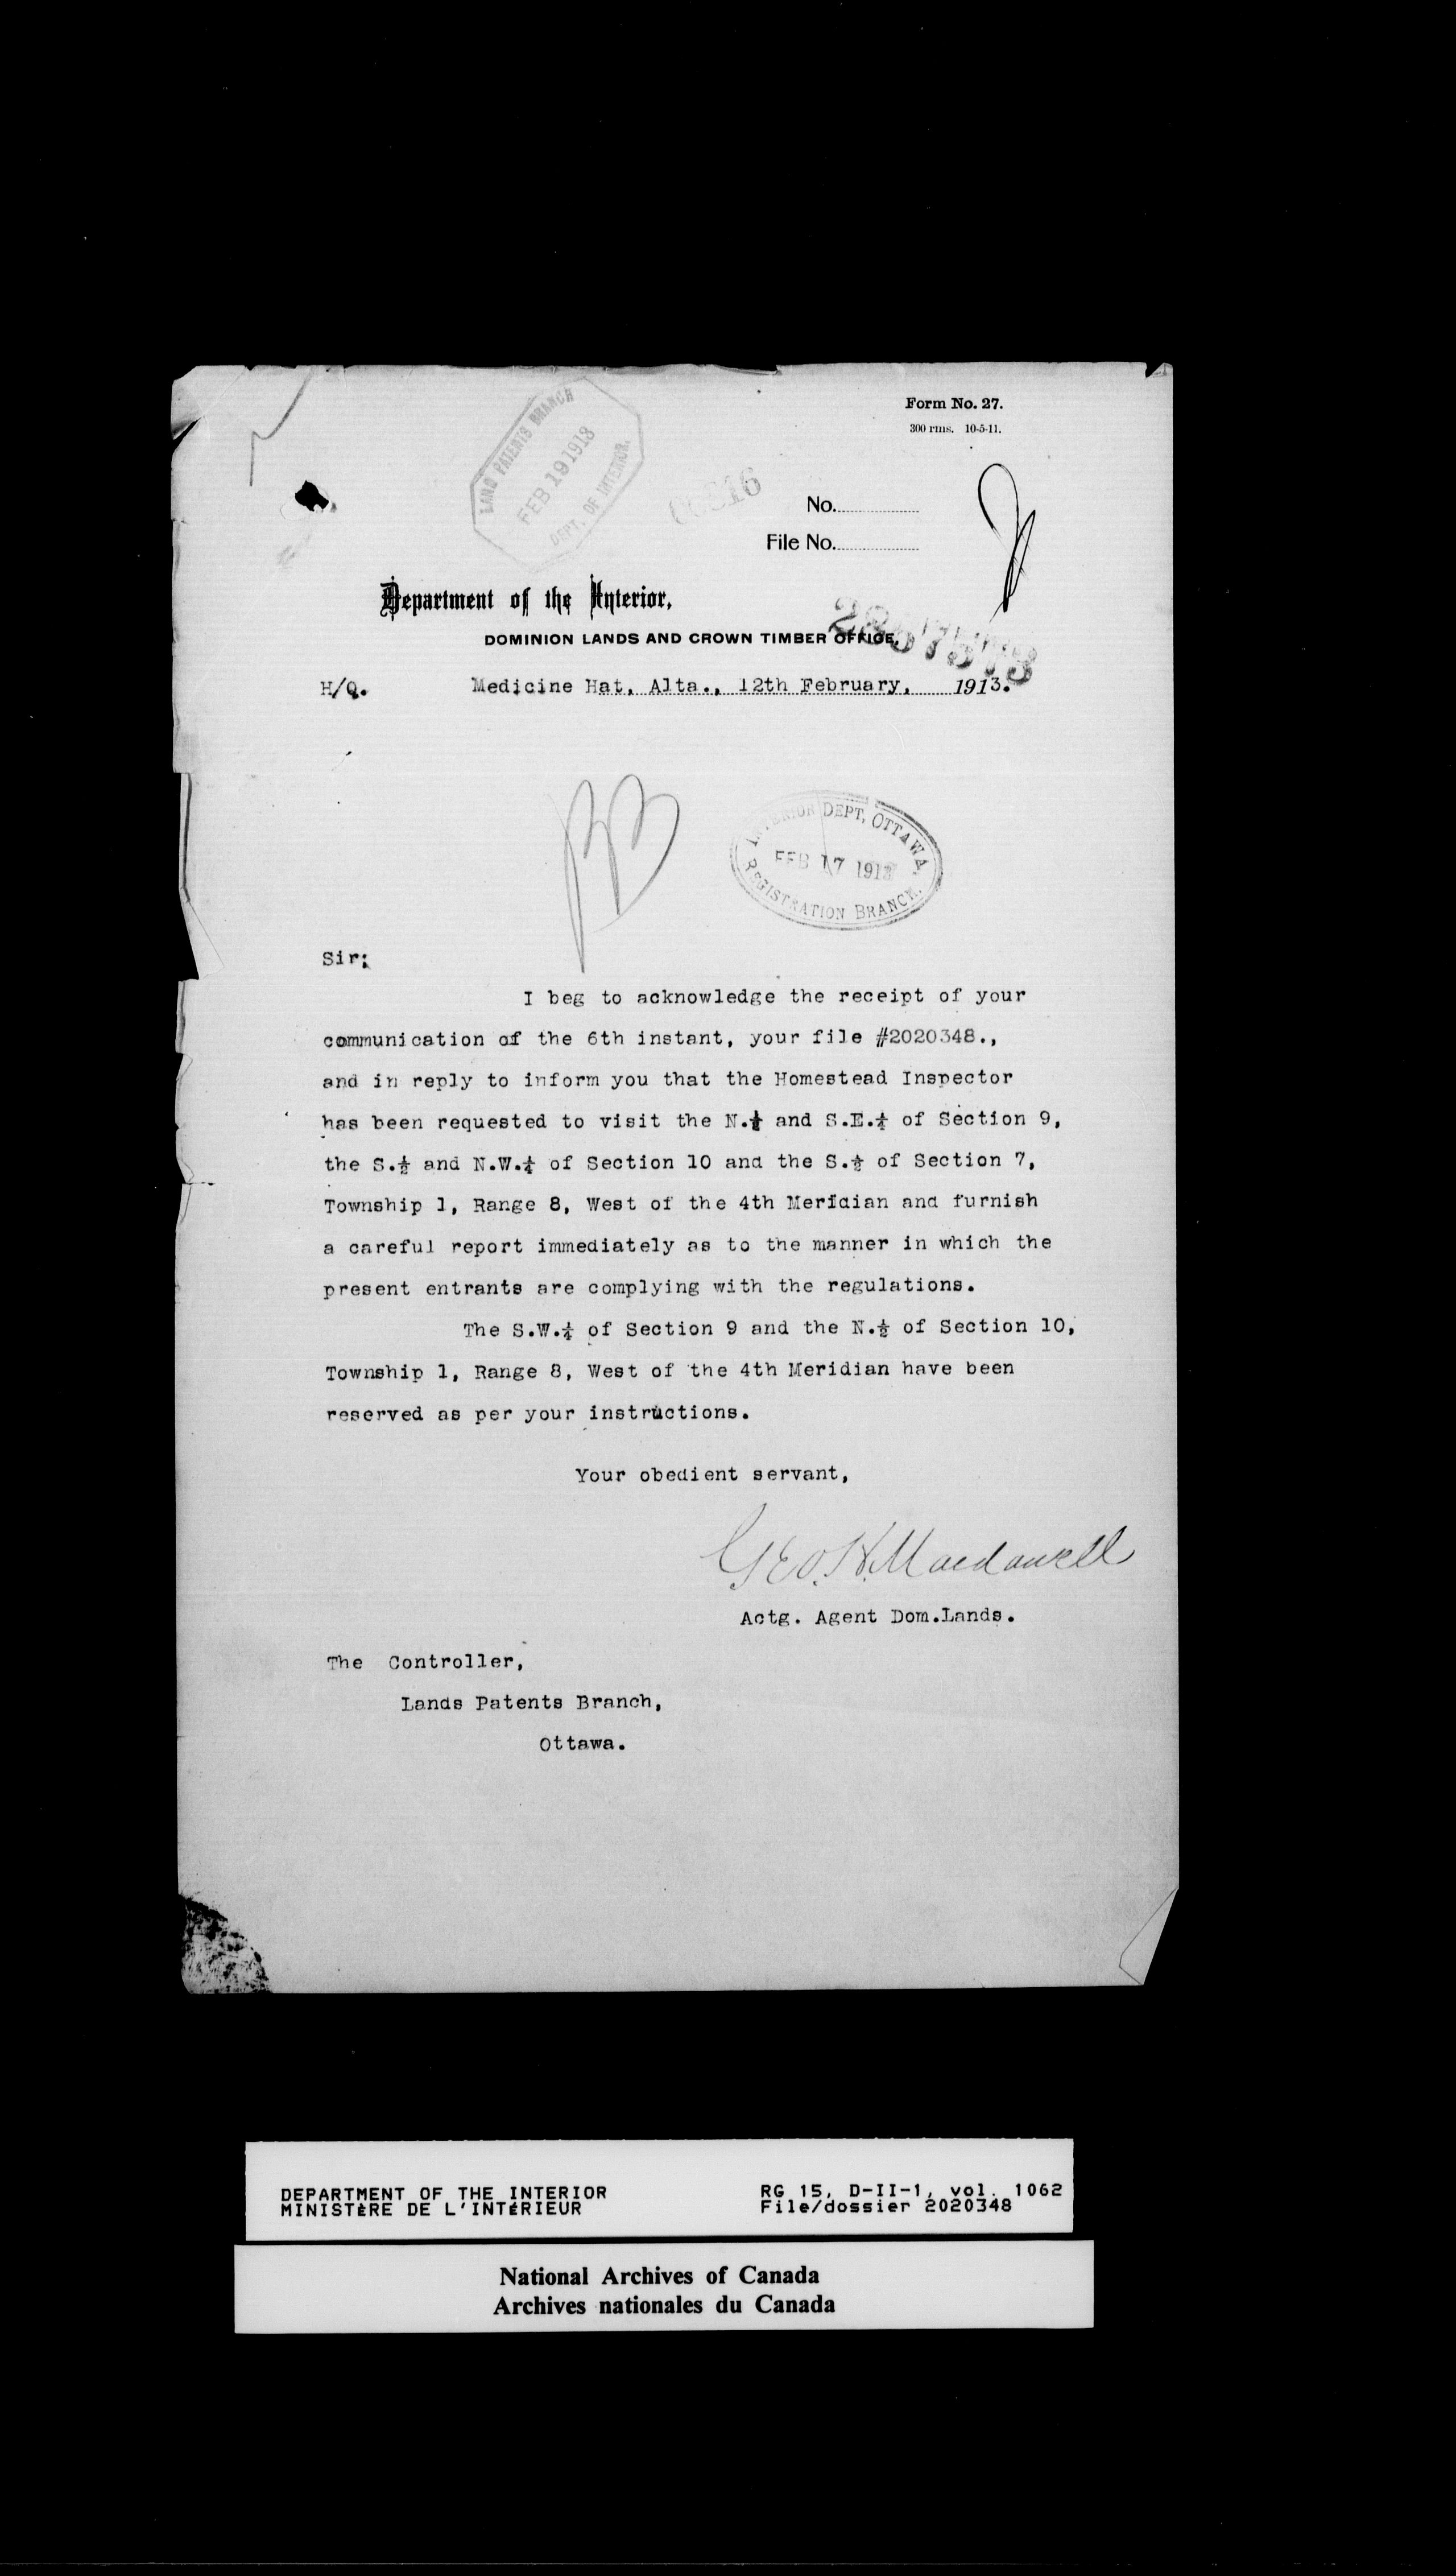 Form No. 27.
300 rms. 10-5-11.
LAND PATENTS BRANCH
FEB 19 1913
DEPT. OF INTERIOR.
No.
File No.
Department of the Interior,
DOMINION LANDS AND CROWN TIMBER OFFICE,
H/Q. Medicine Hat, Alta., 12th February, 1913.
INTERIOR DEPT, OTTAWA,
FEB 17 1913
REGISTRATION BRANCH.
Sir:
I beg to acknowledge the receipt of your
communication of the 6th instant, your file #2020348.,
and in reply to inform you that the Homestead Inspector
has been requested to visit the N.½ and S.E.¼ of Section 9,
the S.½ and N.W.¼ of Section 10 and the S.½ of Section 7,
Township 1, Range 8, West of the 4th Meridian and furnish
a careful report immediately as to the manner in which the
present entrants are complying with the regulations.
The S.W.¼ of Section 9 and the N.½ of Section 10,
Township 1, Range 8, West of the 4th Meridian have been
reserved as per your instructions.
Your obedient servant,
Geo. H. Macdowell
Actg. Agent Dom.Lands.
The Controller,
Lands Patents Branch,
Ottawa.
DEPARTMENT OF THE INTERIOR RG 15, D-II-1, vol. 1062
MINISTÈRE DE L'INTÉRIEUR File/dossier 2020348
National Archives of Canada
Archives nationales du Canada